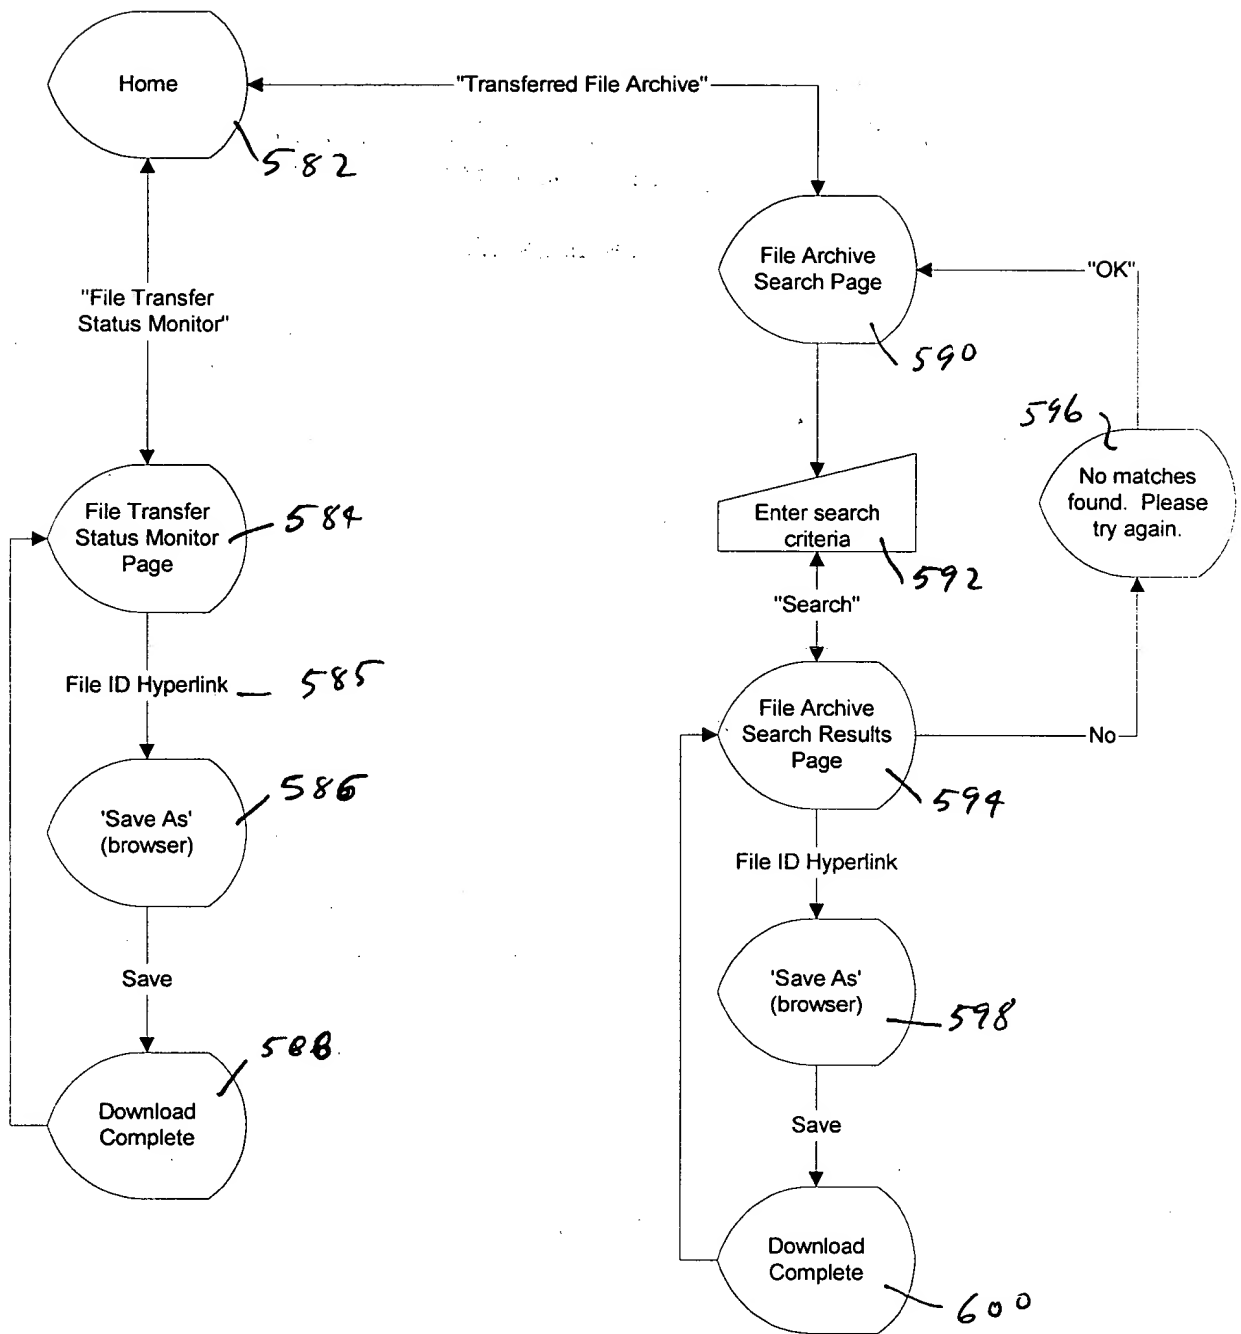 Home
"Transferred File Archive"
582
"File Transfer
Status Monitor"
File Archive
Search Page
"OK"
590
596
No matches
found. Please
try again.
File Transfer
Status Monitor
Page
584
Enter search
criteria
592
"Search"
File ID Hyperlink
585
File Archive
Search Results
Page
No
594
'Save As'
(browser)
586
File ID Hyperlink
Save
'Save As'
(browser)
598
588
Download
Complete
Save
Download
Complete
600